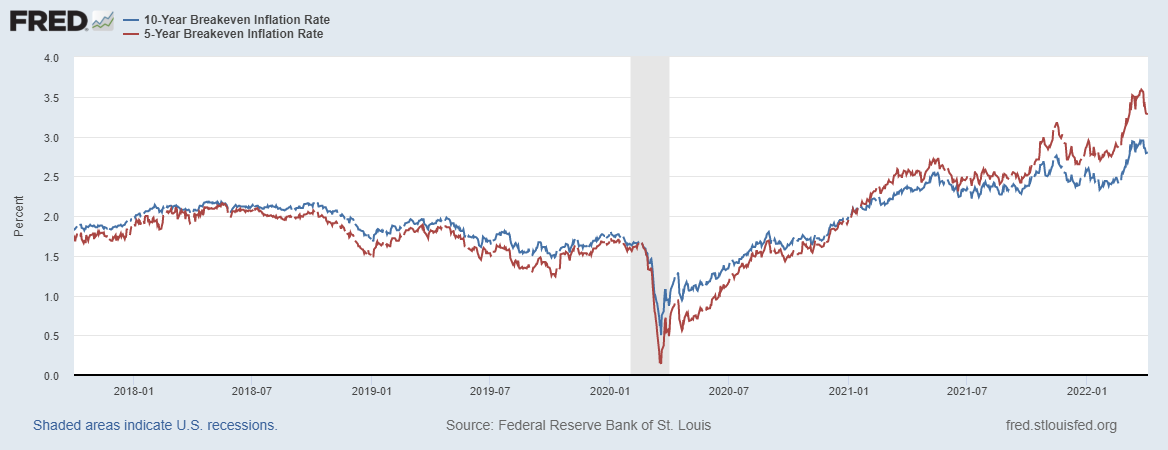 FRED
10-Year Breakeven Inflation Rate
5-Year Breakeven Inflation Rate
4.0
3.5
3.0
2.5
2.0
1.5
1.0
0.5
0.0
Percent
2018-01 2018-07 2019-01 2019-07 2020-01 2020-07 2021-01 2021-07 2022-01
Shaded areas indicate U.S. recessions. Source: Federal Reserve Bank of St. Louis fred.stlouisfed.org